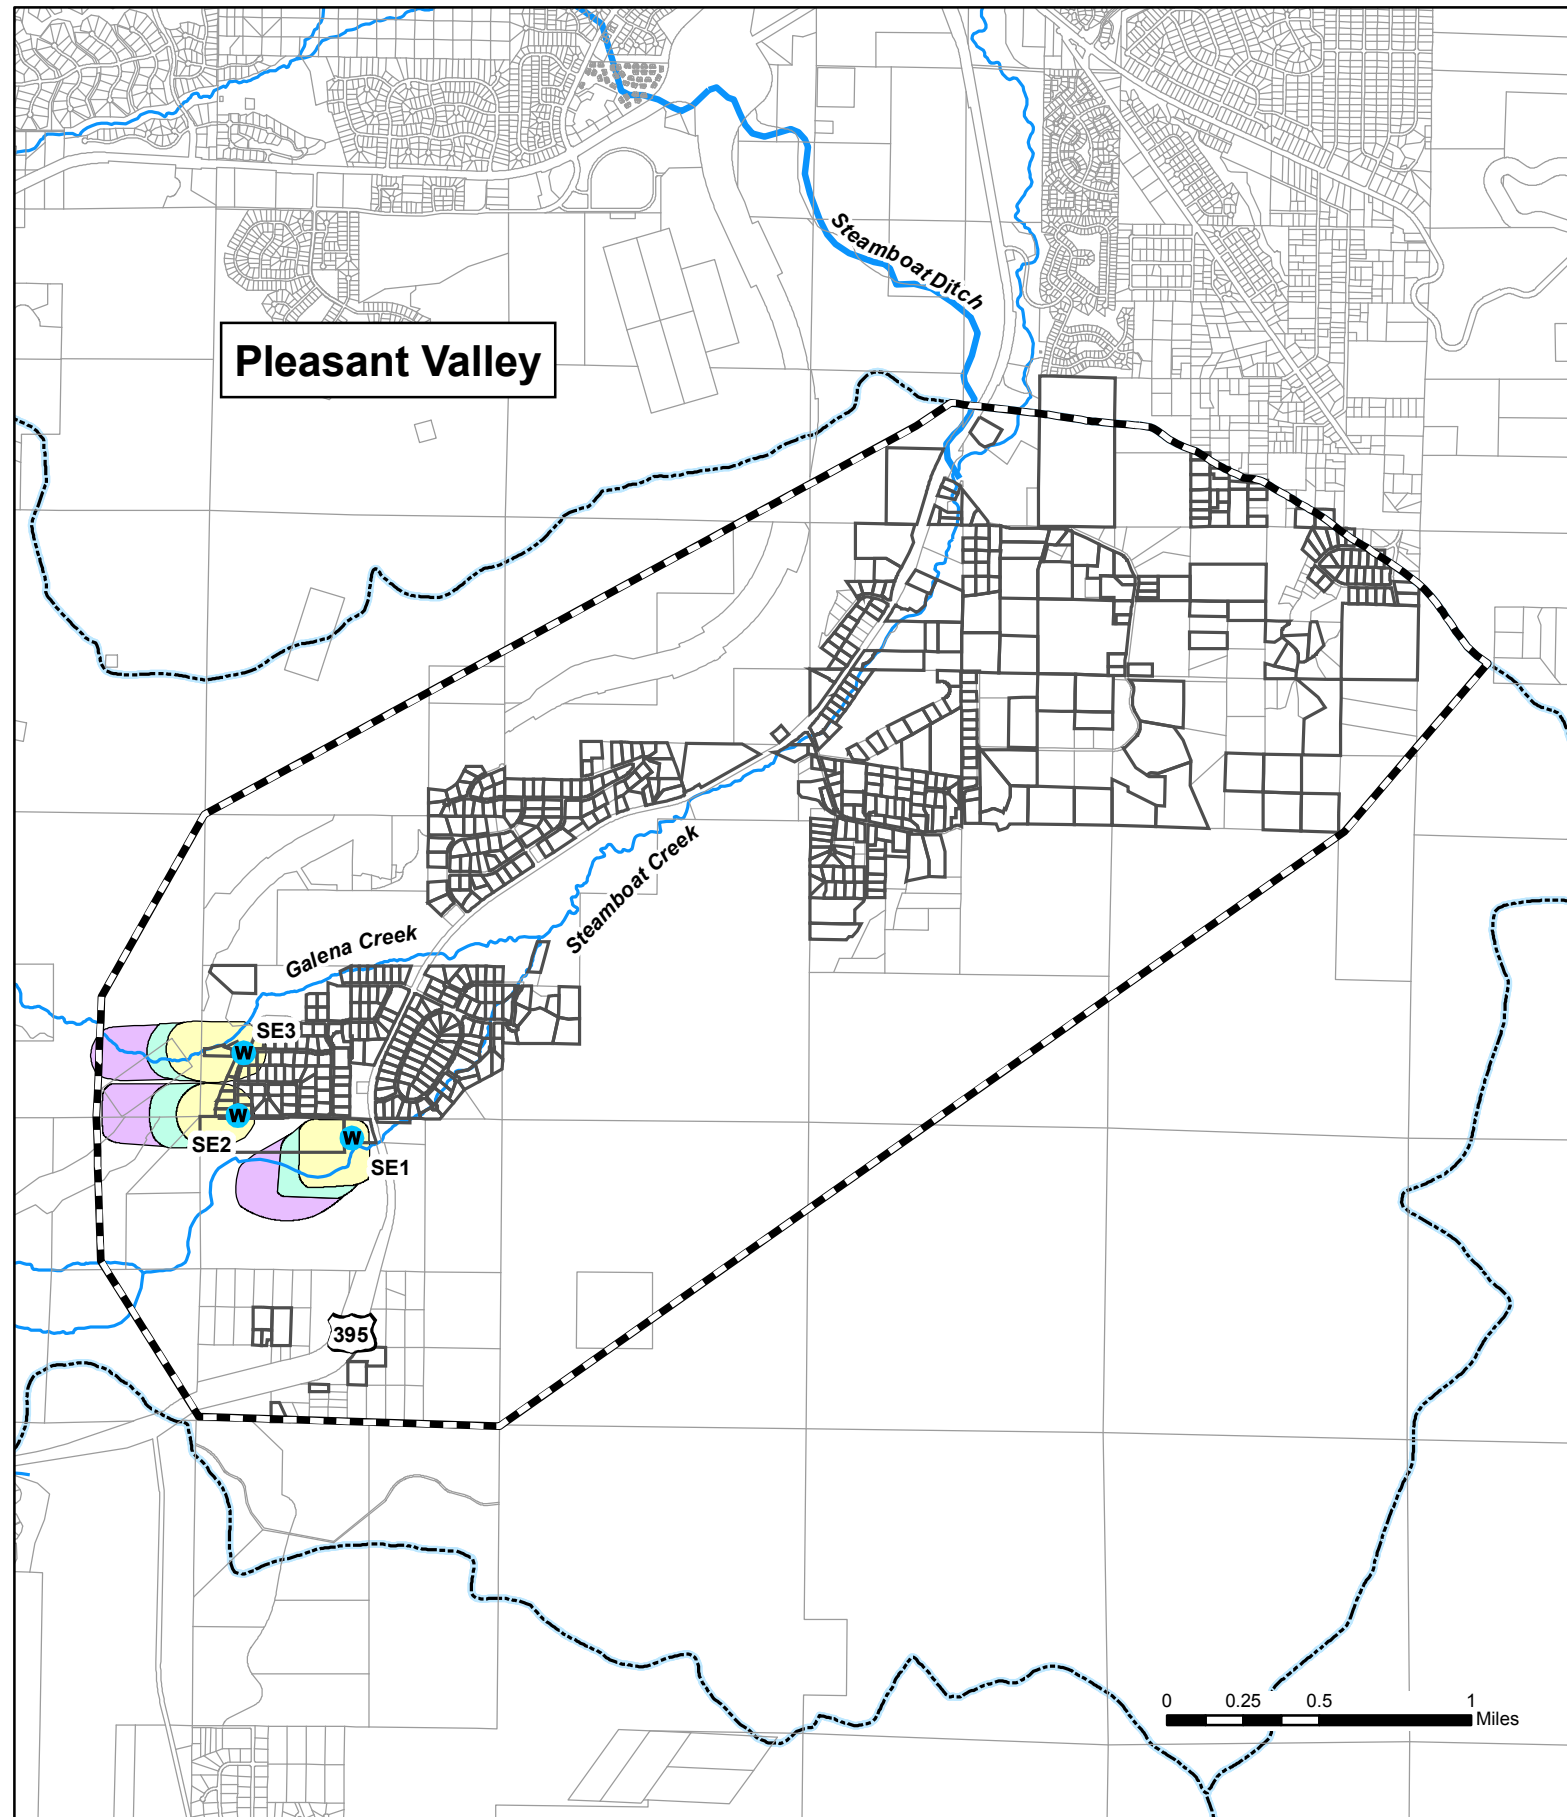 Steamboat Ditch
Pleasant Valley
Steamboat Creek
Galena Creek
SE3
W
W
SE2
W
SE1
395
0 0.25 0.5 1
Miles